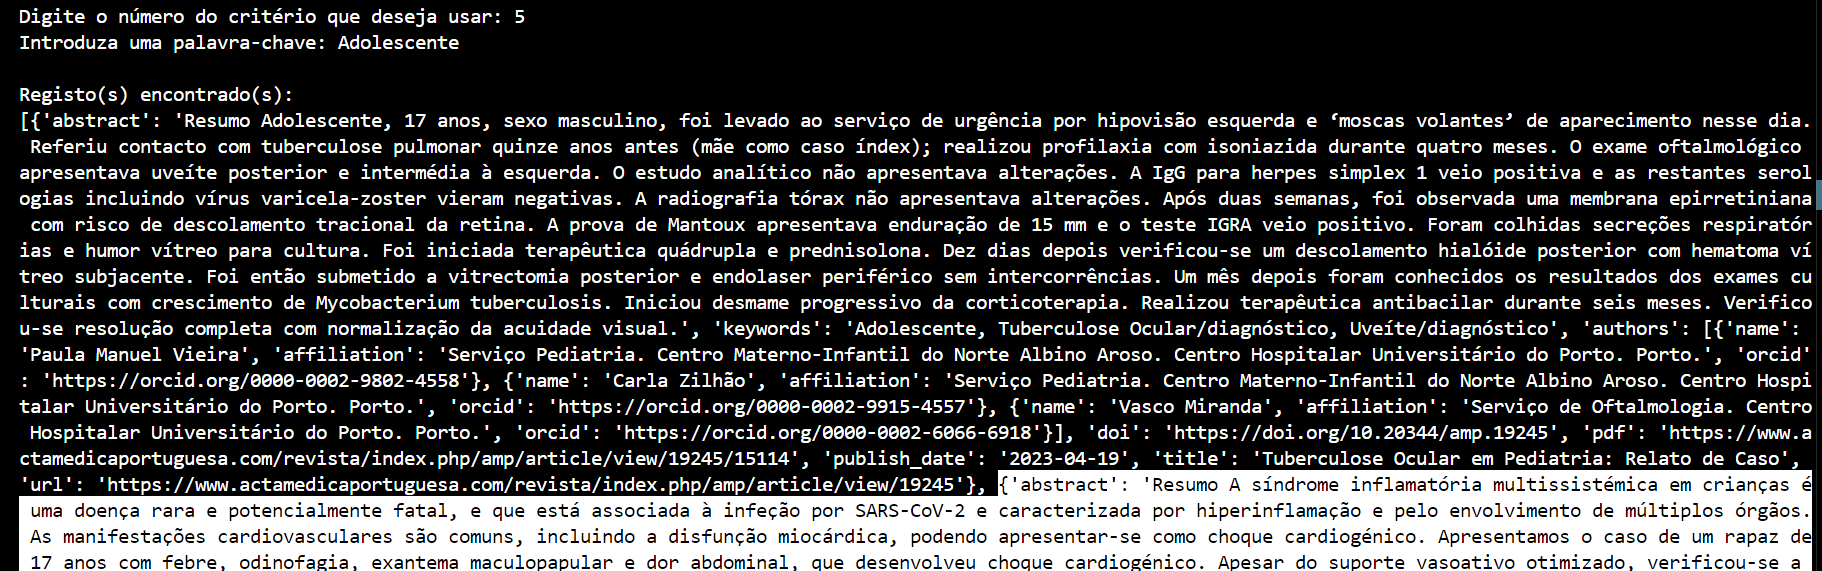 Digite o número do critério que deseja usar: 5
Introduza uma palavra-chave: Adolescente
Registo(s) encontrado(s):
[{'abstract': 'Resumo Adolescente, 17 anos, sexo masculino, foi levado ao serviço de urgência por hipovisão esquerda e ‘moscas volantes’ de aparecimento nesse dia.
Referiu contacto com tuberculose pulmonar quinze anos antes (mãe como caso índex); realizou profilaxia com isoniazida durante quatro meses. O exame oftalmológico
apresentava uveíte posterior e intermédia à esquerda. O estudo analítico não apresentava alterações. A IgG para herpes simplex 1 veio positiva e as restantes serol
ogias incluindo vírus varicela-zoster vieram negativas. A radiografia tórax não apresentava alterações. Após duas semanas, foi observada uma membrana epirretiniana
com risco de descolamento tracional da retina. A prova de Mantoux apresentava enduração de 15 mm e o teste IGRA veio positivo. Foram colhidas secreções respiratór
ias e humor vítreo para cultura. Foi iniciada terapêutica quádrupla e prednisolona. Dez dias depois verificou-se um descolamento hialóide posterior com hematoma ví
treo subjacente. Foi então submetido a vitrectomia posterior e endolaser periférico sem intercorrências. Um mês depois foram conhecidos os resultados dos exames cu
lturais com crescimento de Mycobacterium tuberculosis. Iniciou desmame progressivo da corticoterapia. Realizou terapêutica antibacilar durante seis meses. Verifico
u-se resolução completa com normalização da acuidade visual.', 'keywords': 'Adolescente, Tuberculose Ocular/diagnóstico, Uveíte/diagnóstico', 'authors': [{'name':
'Paula Manuel Vieira', 'affiliation': 'Serviço Pediatria. Centro Materno-Infantil do Norte Albino Aroso. Centro Hospitalar Universitário do Porto. Porto.', 'orcid'
: 'https://orcid.org/0000-0002-9802-4558'}, {'name': 'Carla Zilhão', 'affiliation': 'Serviço Pediatria. Centro Materno-Infantil do Norte Albino Aroso. Centro Hospi
talar Universitário do Porto. Porto.', 'orcid': 'https://orcid.org/0000-0002-9915-4557'}, {'name': 'Vasco Miranda', 'affiliation': 'Serviço de Oftalmologia. Centro
Hospitalar Universitário do Porto. Porto.', 'orcid': 'https://orcid.org/0000-0002-6066-6918'}], 'doi': 'https://doi.org/10.20344/amp.19245', 'pdf': 'https://www.a
ctamedicaportuguesa.com/revista/index.php/amp/article/view/19245/15114', 'publish_date': '2023-04-19', 'title': 'Tuberculose Ocular em Pediatria: Relato de Caso',
'url': 'https://www.actamedicaportuguesa.com/revista/index.php/amp/article/view/19245'}, {'abstract': 'Resumo A síndrome inflamatória multissistémica em crianças é
uma doença rara e potencialmente fatal, e que está associada à infeção por SARS-CoV-2 e caracterizada por hiperinflamação e pelo envolvimento de múltiplos órgãos.
As manifestações cardiovasculares são comuns, incluindo a disfunção miocárdica, podendo apresentar-se como choque cardiogénico. Apresentamos o caso de um rapaz de
17 anos com febre, odinofagia, exantema maculopapular e dor abdominal, que desenvolveu choque cardiogénico. Apesar do suporte vasoativo otimizado, verificou-se a